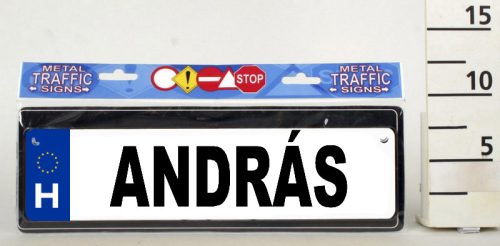 METAL
TRAFFIC
SIGNS
STOP
METAL
TRAFFIC
SIGNS
H
ANDRÁS
15
10
5